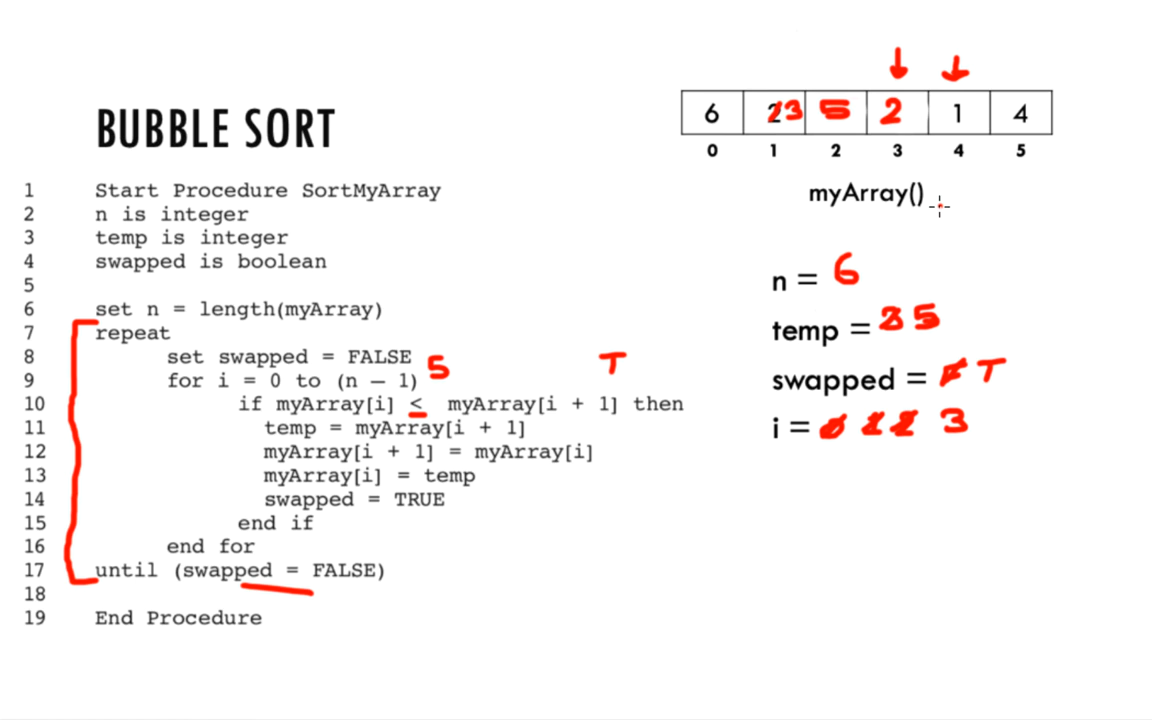 BUBBLE SORT
6 2 3 5 2 1 4
0 1 2 3 4 5
myArray()
1 Start Procedure SortMyArray
2 n is integer
3 temp is integer
4 swapped is boolean
5
6 set n = length(myArray)
7 repeat
8 set swapped = FALSE
9 for i = 0 to (n – 1) 5 T
10 if myArray[i] < myArray[i + 1] then
11 temp = myArray[i + 1]
12 myArray[i + 1] = myArray[i]
13 myArray[i] = temp
14 swapped = TRUE
15 end if
16 end for
17 until (swapped = FALSE)
18
19 End Procedure
n = 6
temp = 3 5
swapped = F T
i = 0 1 2 3